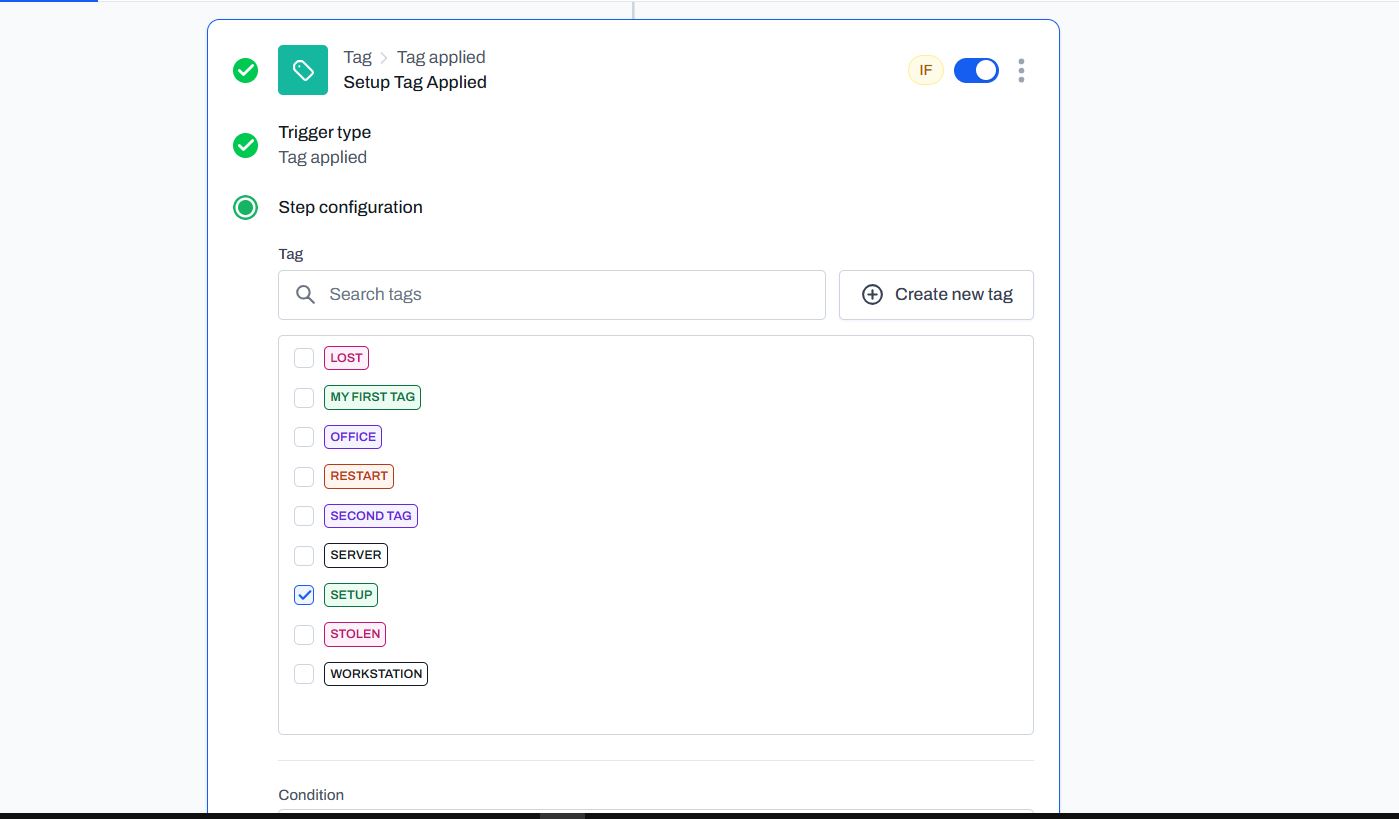 Tag > Tag applied
Setup Tag Applied
IF
Trigger type
Tag applied
Step configuration
Tag
Search tags
Create new tag
LOST
MY FIRST TAG
OFFICE
RESTART
SECOND TAG
SERVER
SETUP
STOLEN
WORKSTATION
Condition